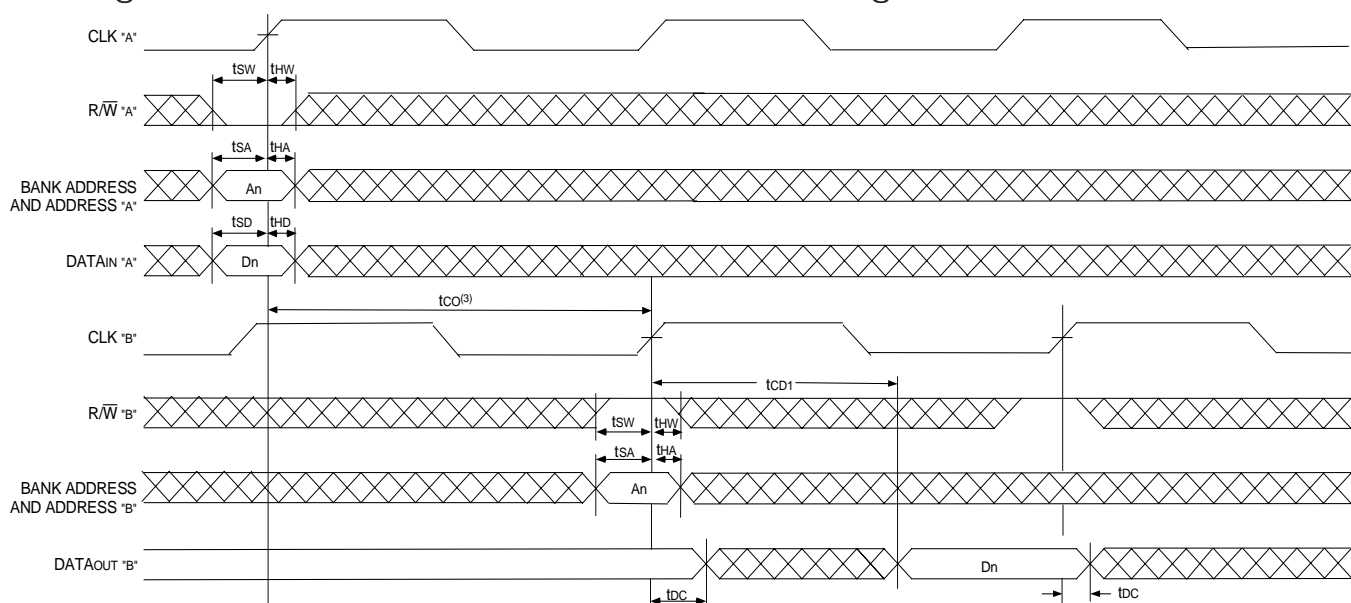 CLK "A"
tSW tHW
R/W̅ "A"
tSA tHA
BANK ADDRESS
AND ADDRESS "A"
An
tSD tHD
DATAIN "A"
Dn
tCO(3)
CLK "B"
tCD1
R/W̅ "B"
tSW tHW
tSA tHA
BANK ADDRESS
AND ADDRESS "B"
An
DATAOUT "B"
Dn
tDC tDC